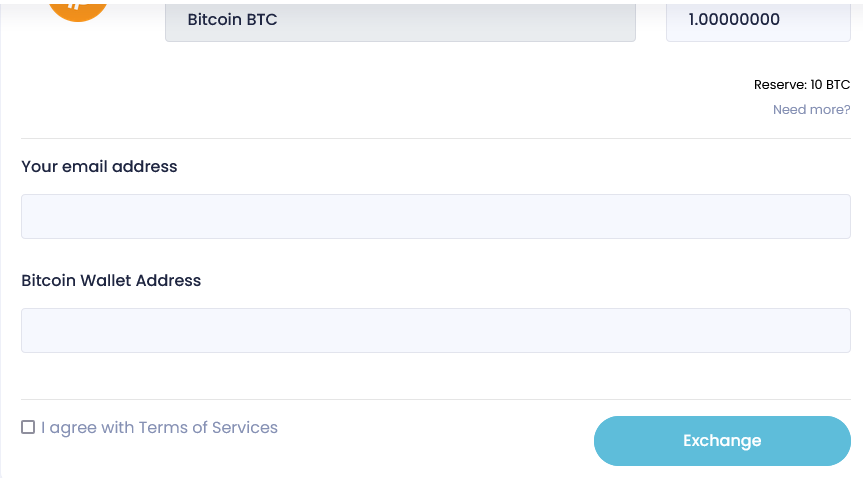 Bitcoin BTC
1.00000000
Reserve: 10 BTC
Need more?
Your email address
Bitcoin Wallet Address
I agree with Terms of Services
Exchange